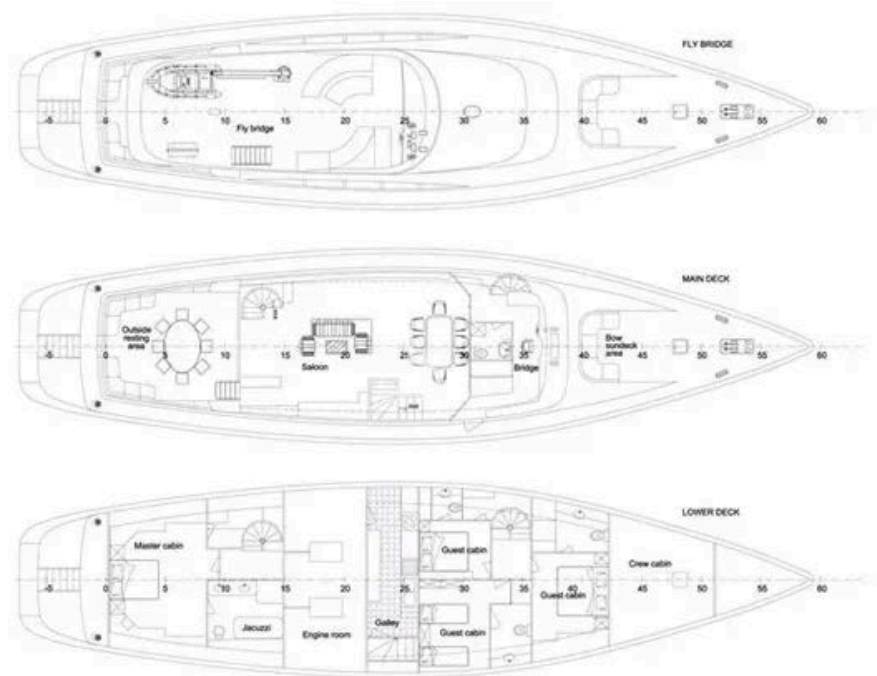 FLY BRIDGE
-5 0 5 10 15 20 25 30 35 40 45 50 55 60
Fly bridge
MAIN DECK
Outside
resting
area
Bow
sundeck
area
-5 0 5 10 15 20 25 30 35 40 45 50 55 60
Saloon
Bridge
LOWER DECK
Master cabin
Guest cabin
Crew cabin
-5 0 5 10 15 20 25 30 35 40 45 50 55 60
Guest cabin
Jacuzzi
Engine room
Galley
Guest cabin